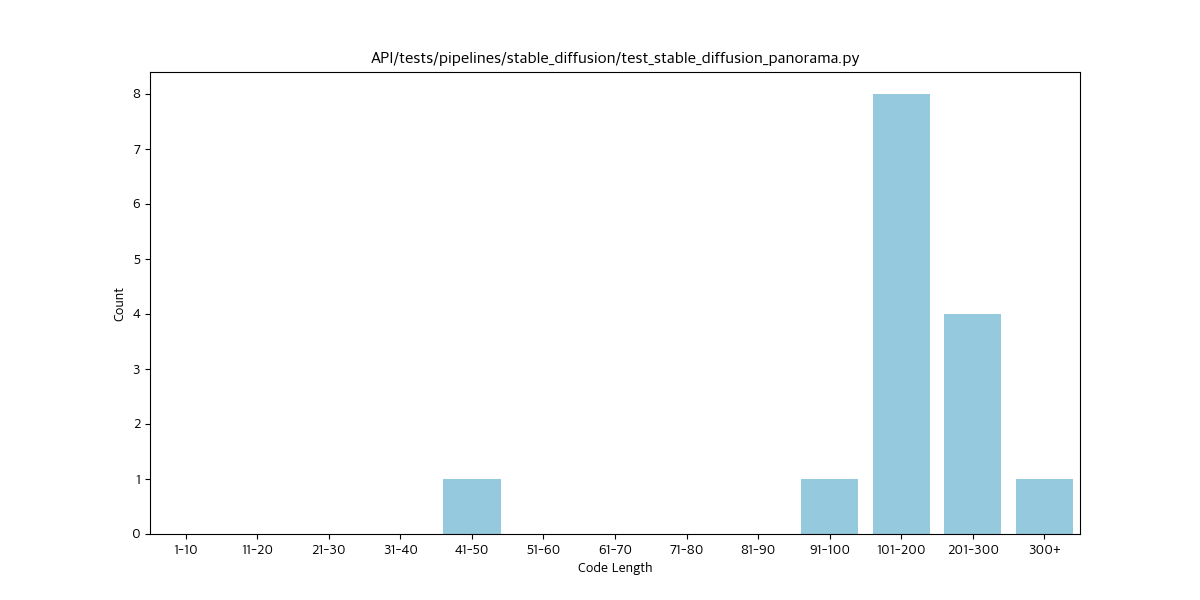 API/tests/pipelines/stable_diffusion/test_stable_diffusion_panorama.py
8
7
6
5
4
3
2
1
0
Count
1-10 11-20 21-30 31-40 41-50 51-60 61-70 71-80 81-90 91-100 101-200 201-300 300+
Code Length